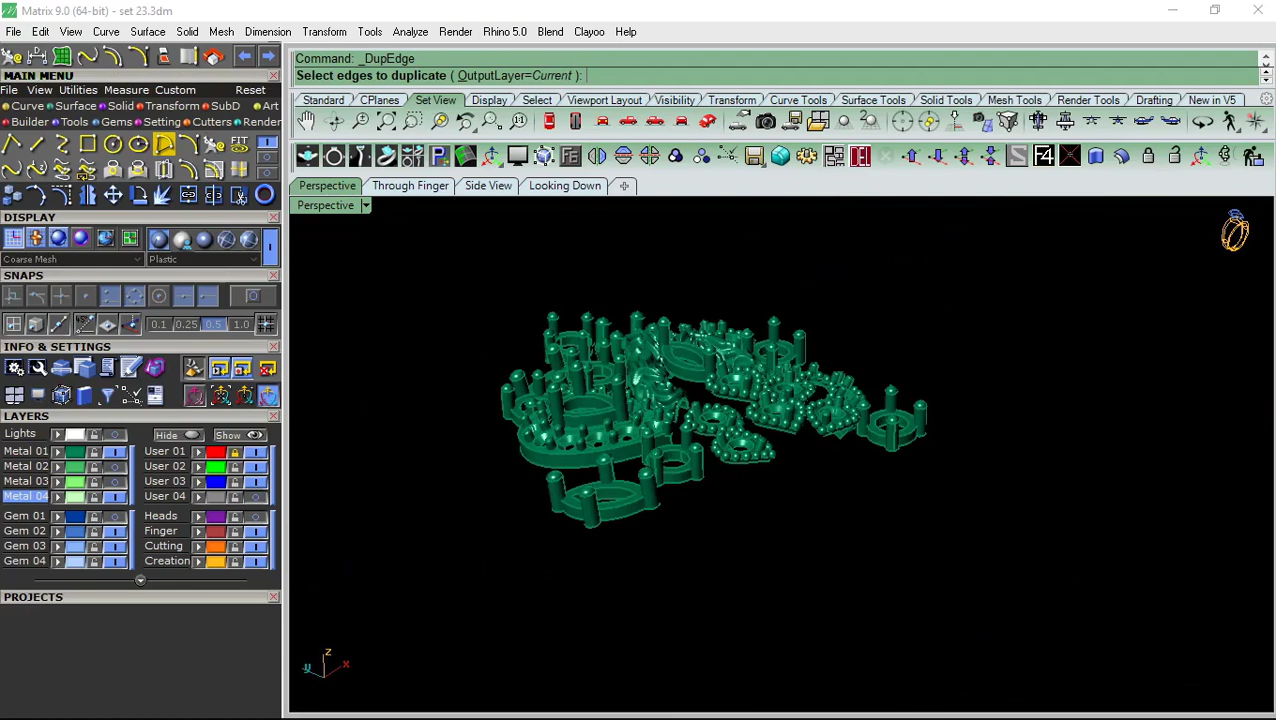 Matrix 9.0 (64-bit) - set 23.3dm
File Edit View Curve Surface Solid Mesh Dimension Transform Tools Analyze Render Rhino 5.0 Blend Clayoo Help
Command: _DupEdge
Select edges to duplicate ( OutputLayer=Current ):
MAIN MENU
File View Utilities Measure Custom Reset
Curve Surface Solid Transform SubD Art
Builder Tools Gems Setting Cutters Render
Standard CPlanes Set View Display Select Viewport Layout Visibility Transform Curve Tools Surface Tools Solid Tools Mesh Tools Render Tools Drafting New in V5
Perspective Through Finger Side View Looking Down
Perspective
DISPLAY
Coarse Mesh Plastic
SNAPS
0.1 0.25 0.5 1.0
INFO & SETTINGS
LAYERS
Lights Hide Show
Metal 01 User 01
Metal 02 User 02
Metal 03 User 03
Metal 04 User 04
Gem 01 Heads
Gem 02 Finger
Gem 03 Cutting
Gem 04 Creation
PROJECTS
z
y x